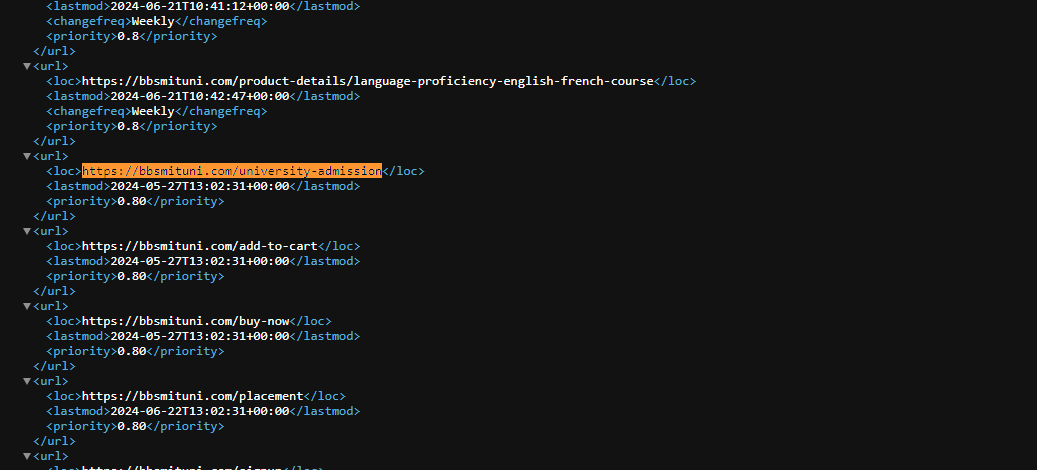 <lastmod>2024-06-21T10:41:12+00:00</lastmod>
<changefreq>Weekly</changefreq>
<priority>0.8</priority>
</url>
<url>
<loc>https://bbsmituni.com/product-details/language-proficiency-english-french-course</loc>
<lastmod>2024-06-21T10:42:47+00:00</lastmod>
<changefreq>Weekly</changefreq>
<priority>0.8</priority>
</url>
<url>
<loc>https://bbsmituni.com/university-admission</loc>
<lastmod>2024-05-27T13:02:31+00:00</lastmod>
<priority>0.80</priority>
</url>
<url>
<loc>https://bbsmituni.com/add-to-cart</loc>
<lastmod>2024-05-27T13:02:31+00:00</lastmod>
<priority>0.80</priority>
</url>
<url>
<loc>https://bbsmituni.com/buy-now</loc>
<lastmod>2024-05-27T13:02:31+00:00</lastmod>
<priority>0.80</priority>
</url>
<url>
<loc>https://bbsmituni.com/placement</loc>
<lastmod>2024-06-22T13:02:31+00:00</lastmod>
<priority>0.80</priority>
</url>
<url>